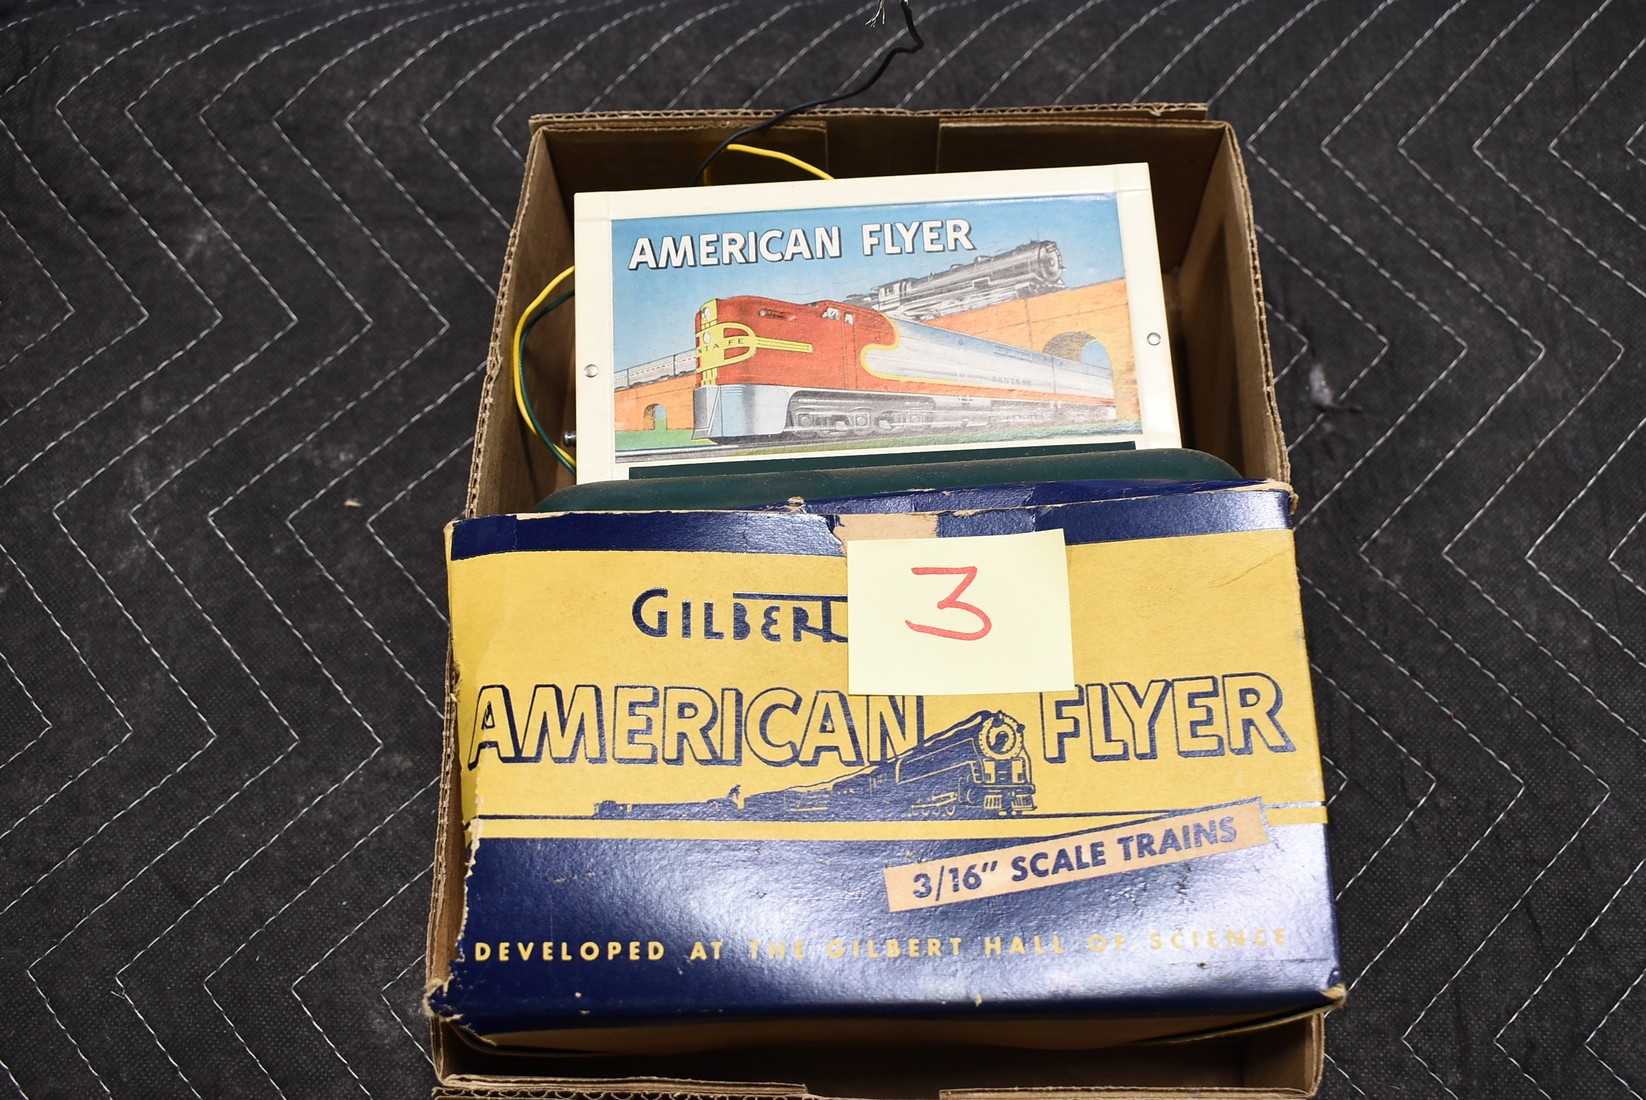 AMERICAN FLYER
NTA FE
SANTA FE
GILBERT
3
AMERICAN FLYER
3/16" SCALE TRAINS
DEVELOPED AT THE GILBERT HALL OF SCIENCE